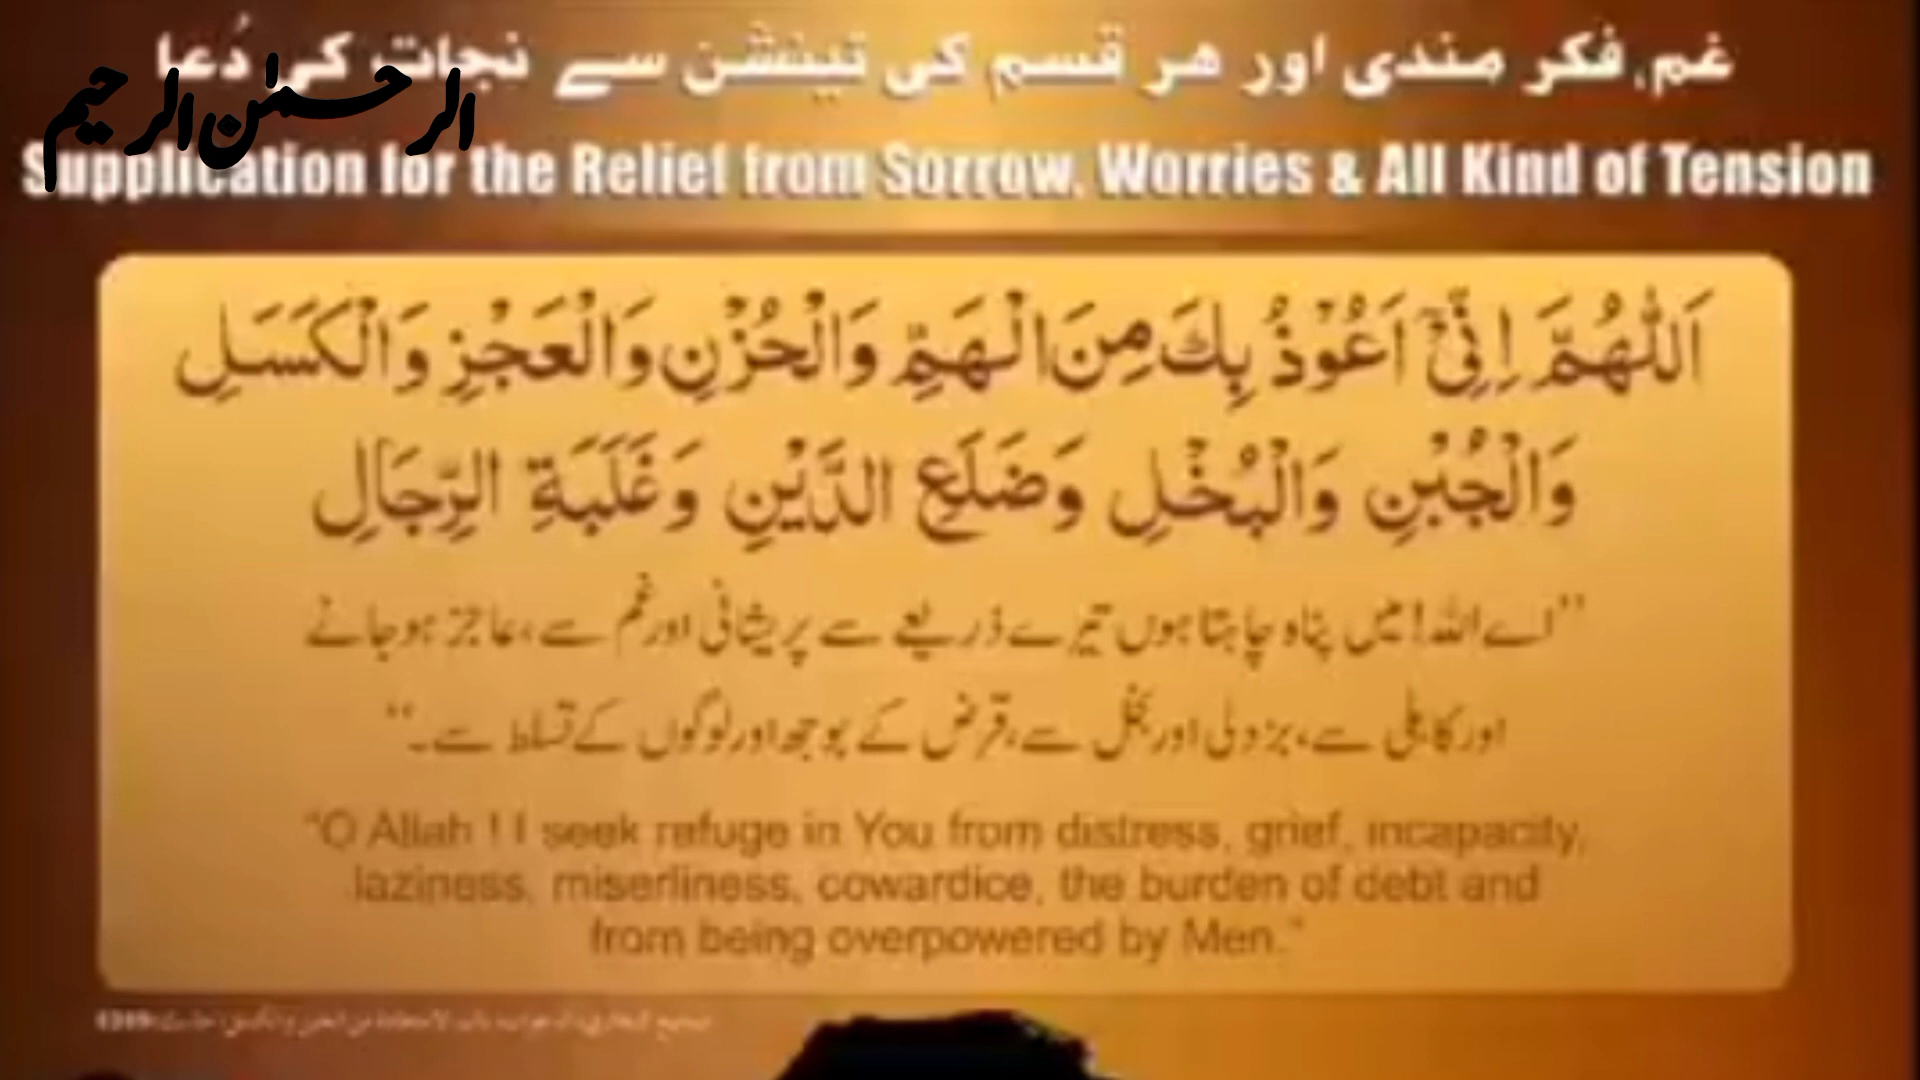 غم، فکر مندی اور ھر قسم کی ٹینشن سے نجات کی دُعا
الرحمٰن الرحیم
Supplication for the Relief from Sorrow, Worries & All Kind of Tension
اَللّٰهُمَّ اِنِّیْٓ اَعُوْذُ بِكَ مِنَ الْهَمِّ وَالْحُزْنِ وَالْعَجْزِ وَالْكَسَلِ
وَالْجُبْنِ وَالْبُخْلِ وَضَلَعِ الدَّيْنِ وَغَلَبَةِ الرِّجَالِ
’’اے اللہ! میں پناہ چاہتا ہوں تیرے ذریعے سے پریشانی اور غم سے، عاجز ہو جانے
اور کاہلی سے، بزدلی اور بخل سے، قرض کے بوجھ اور لوگوں کے تسلط سے۔‘‘
"O Allah ! I seek refuge in You from distress, grief, incapacity,
laziness, miserliness, cowardice, the burden of debt and
from being overpowered by Men."